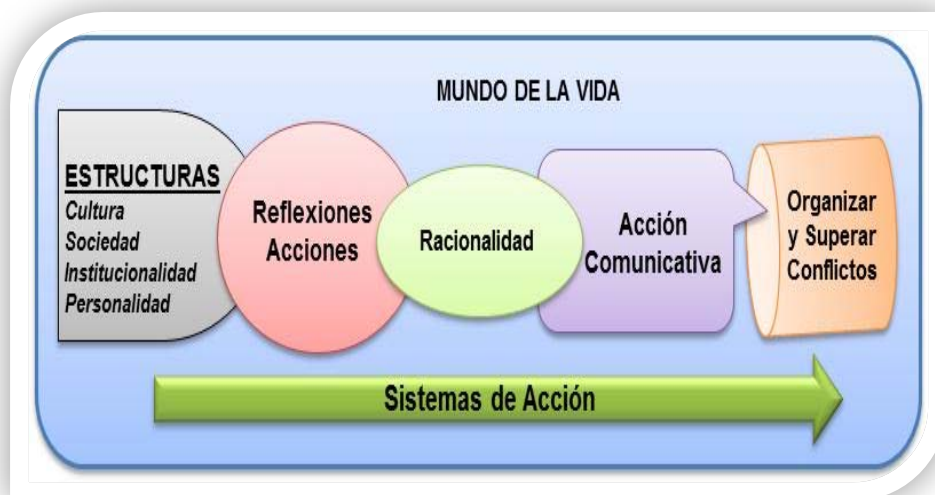 MUNDO DE LA VIDA
ESTRUCTURAS
Cultura
Sociedad
Institucionalidad
Personalidad
Reflexiones
Acciones
Racionalidad
Acción
Comunicativa
Organizar
y Superar
Conflictos
Sistemas de Acción